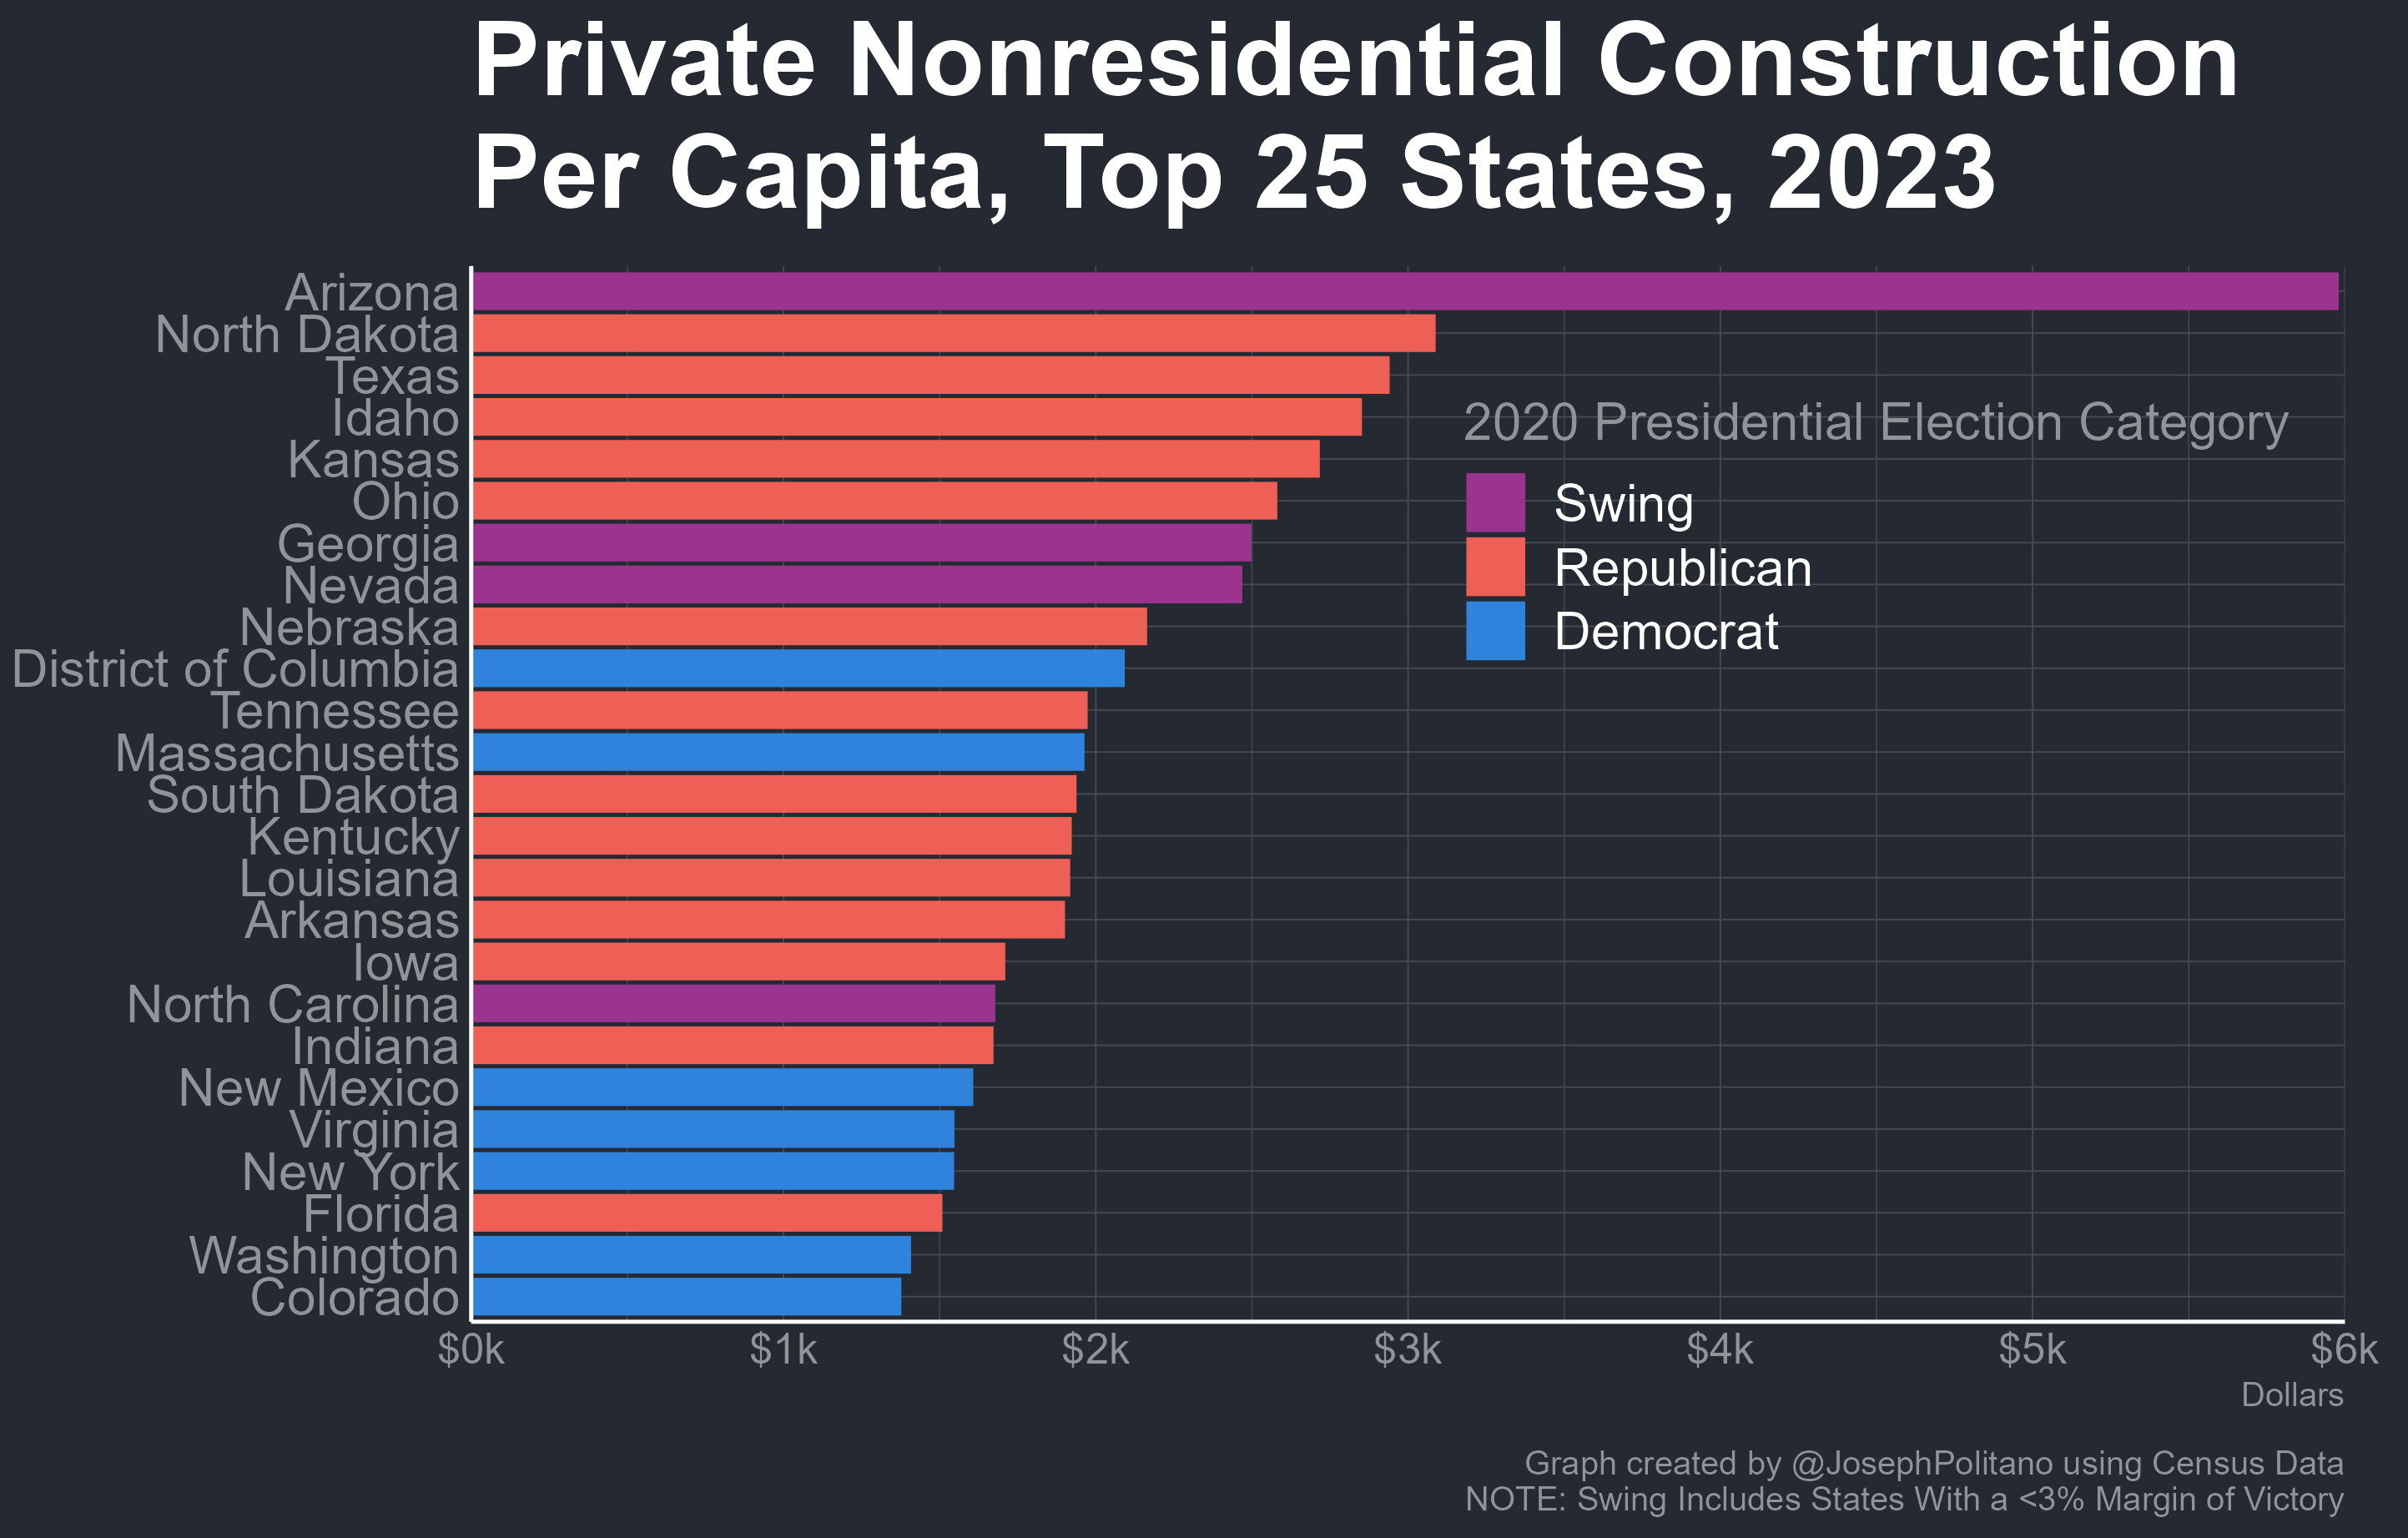 Private Nonresidential Construction
Per Capita, Top 25 States, 2023
Arizona
North Dakota
Texas
Idaho
Kansas
Ohio
Georgia
Nevada
Nebraska
District of Columbia
Tennessee
Massachusetts
South Dakota
Kentucky
Louisiana
Arkansas
Iowa
North Carolina
Indiana
New Mexico
Virginia
New York
Florida
Washington
Colorado
2020 Presidential Election Category
Swing
Republican
Democrat
$0k $1k $2k $3k $4k $5k $6k
Dollars
Graph created by @JosephPolitano using Census Data
NOTE: Swing Includes States With a <3% Margin of Victory